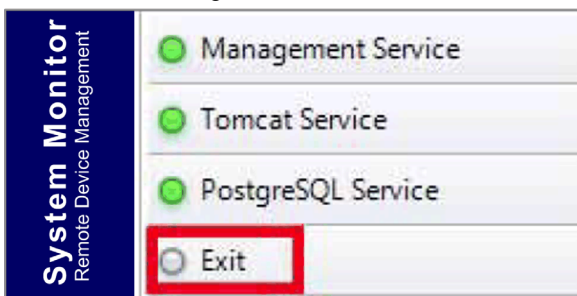 System Monitor
Remote Device Management
Management Service
Tomcat Service
PostgreSQL Service
Exit